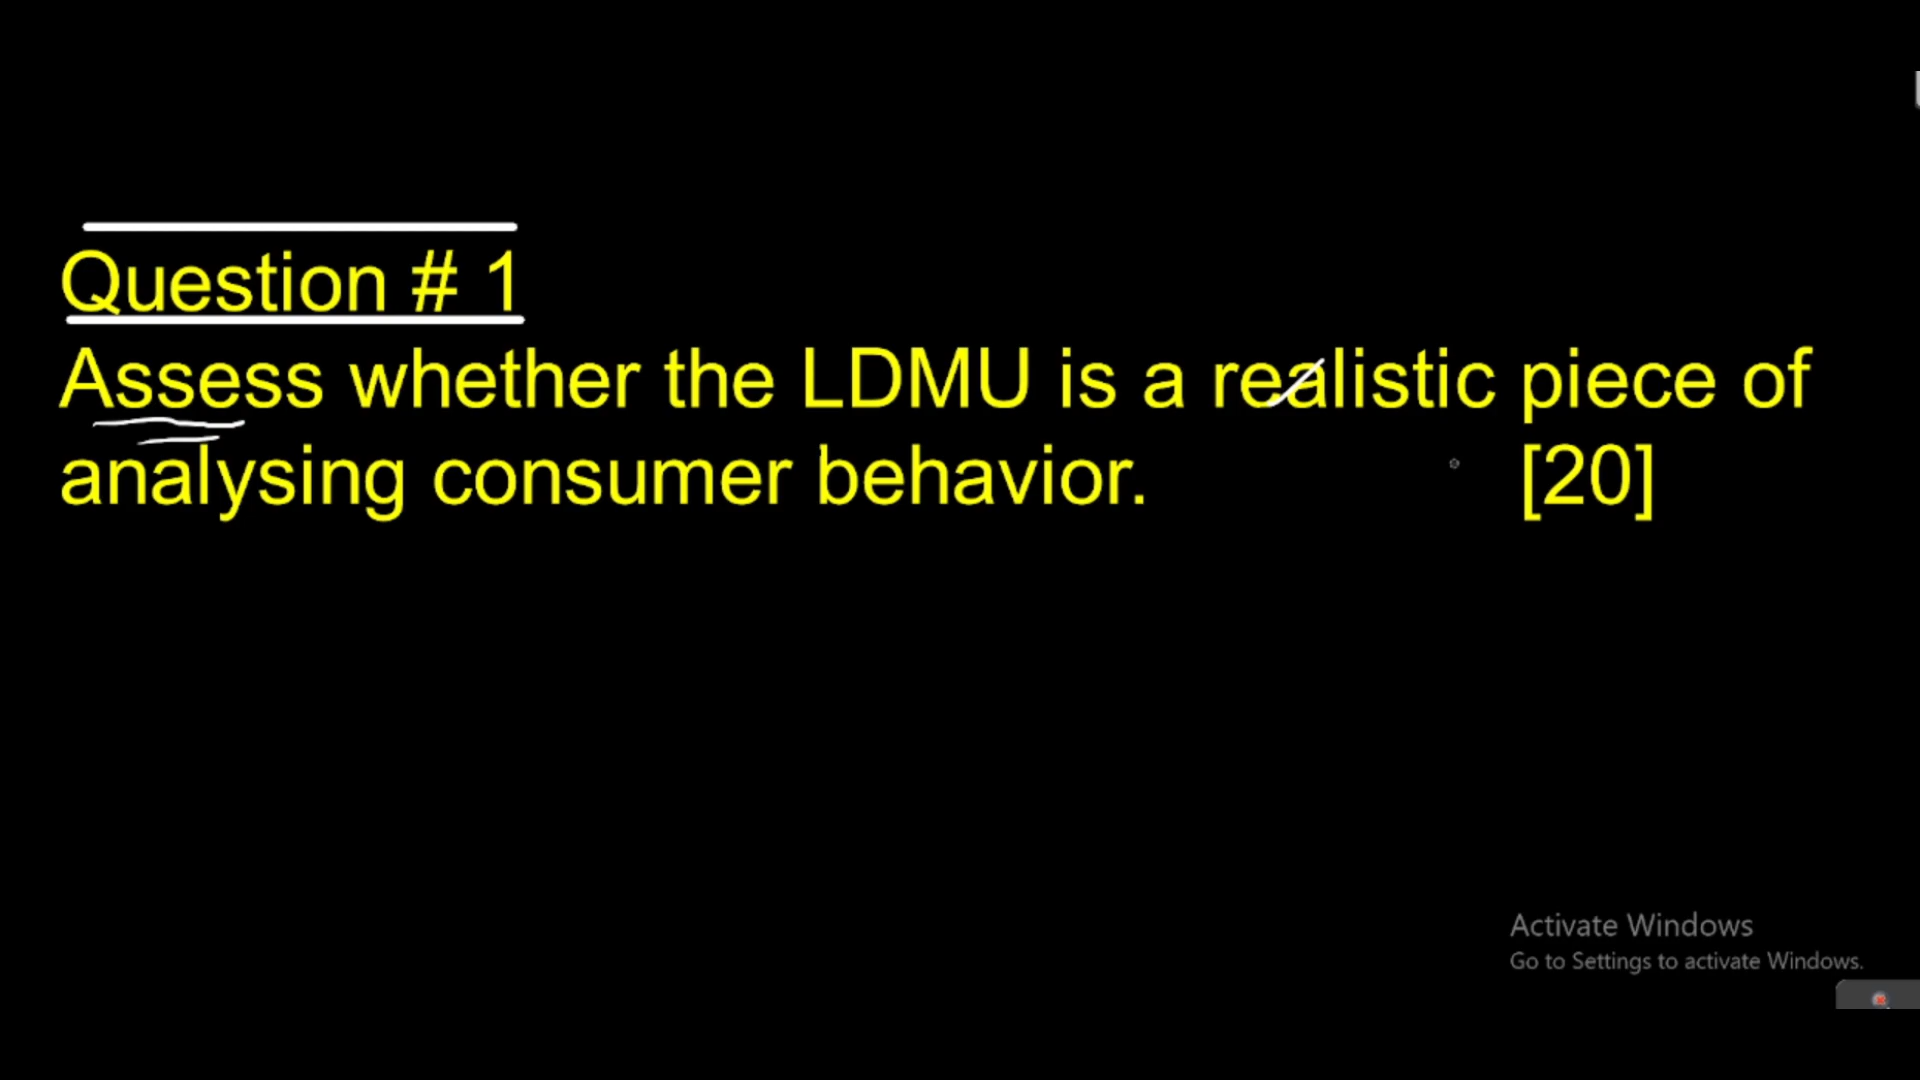 Question # 1
Assess whether the LDMU is a realistic piece of
analysing consumer behavior. [20]
Activate Windows
Go to Settings to activate Windows.